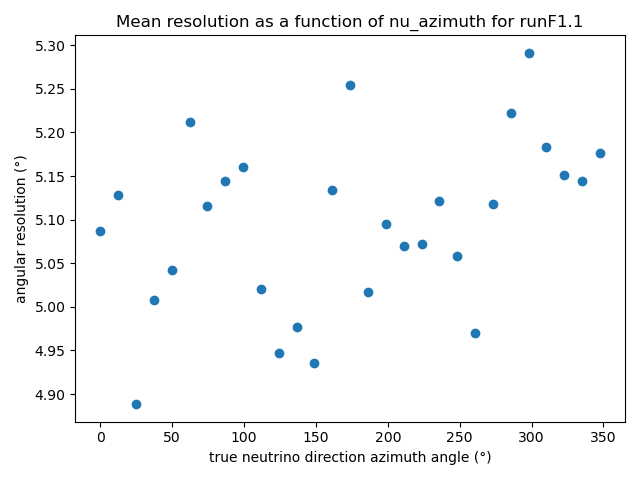 Mean resolution as a function of nu_azimuth for runF1.1
5.30
5.25
5.20
5.15
5.10
5.05
5.00
4.95
4.90
angular resolution (°)
0 50 100 150 200 250 300 350
true neutrino direction azimuth angle (°)